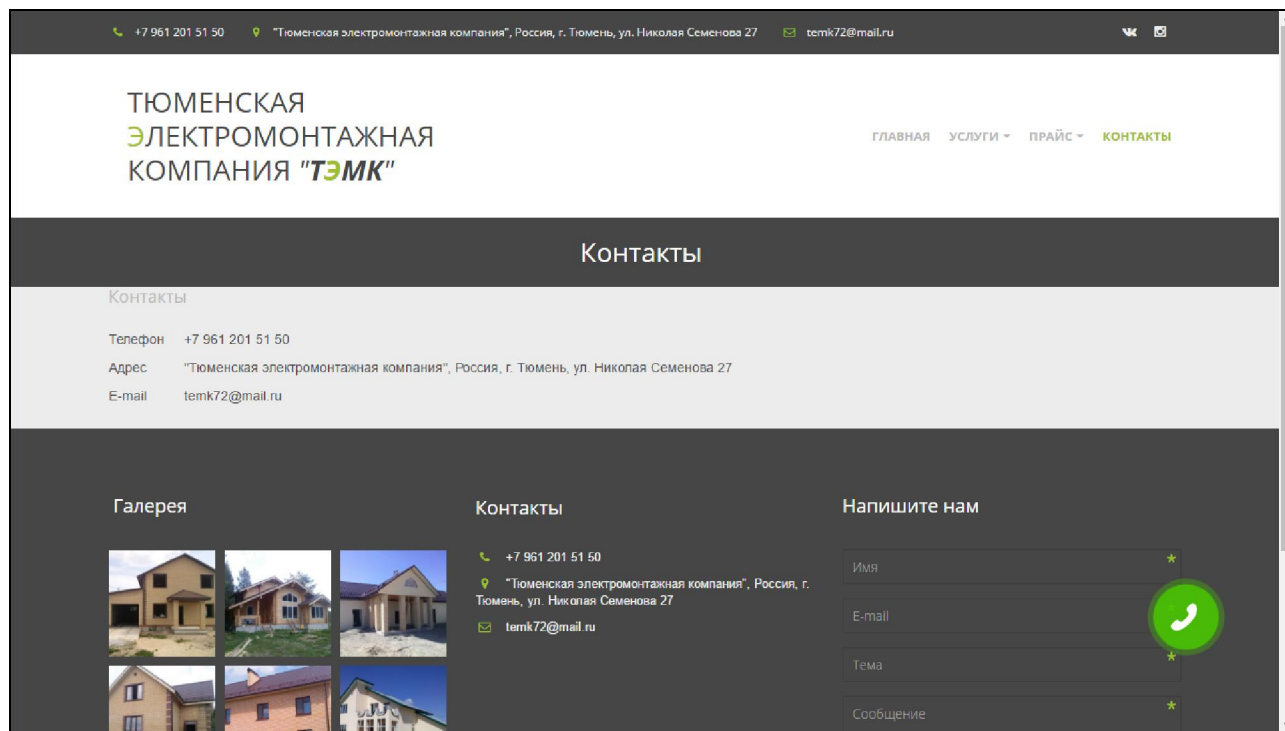 +7 961 201 51 50 "Тюменская электромонтажная компания", Россия, г. Тюмень, ул. Николая Семенова 27 temk72@mail.ru
ТЮМЕНСКАЯ
ЭЛЕКТРОМОНТАЖНАЯ
КОМПАНИЯ "ТЭМК"
ГЛАВНАЯ УСЛУГИ ПРАЙС КОНТАКТЫ
Контакты
Контакты
Телефон +7 961 201 51 50
Адрес "Тюменская электромонтажная компания", Россия, г. Тюмень, ул. Николая Семенова 27
E-mail temk72@mail.ru
Галерея
Контакты
+7 961 201 51 50
"Тюменская электромонтажная компания", Россия, г.
Тюмень, ул. Николая Семенова 27
temk72@mail.ru
Напишите нам
Имя *
E-mail
Тема *
Сообщение *